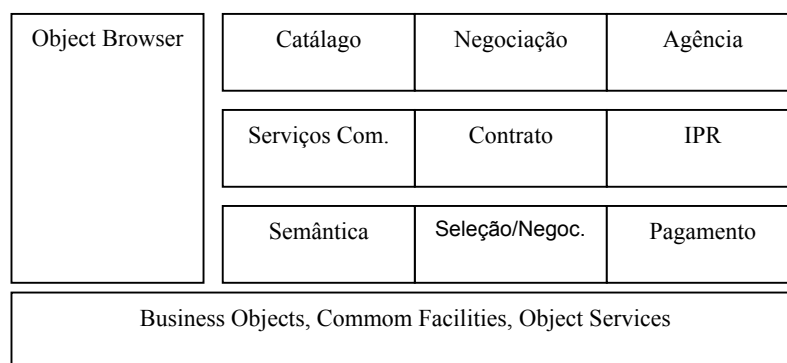 Object Browser
Catálago
Negociação
Agência
Serviços Com.
Contrato
IPR
Semântica
Seleção/Negoc.
Pagamento
Business Objects, Commom Facilities, Object Services